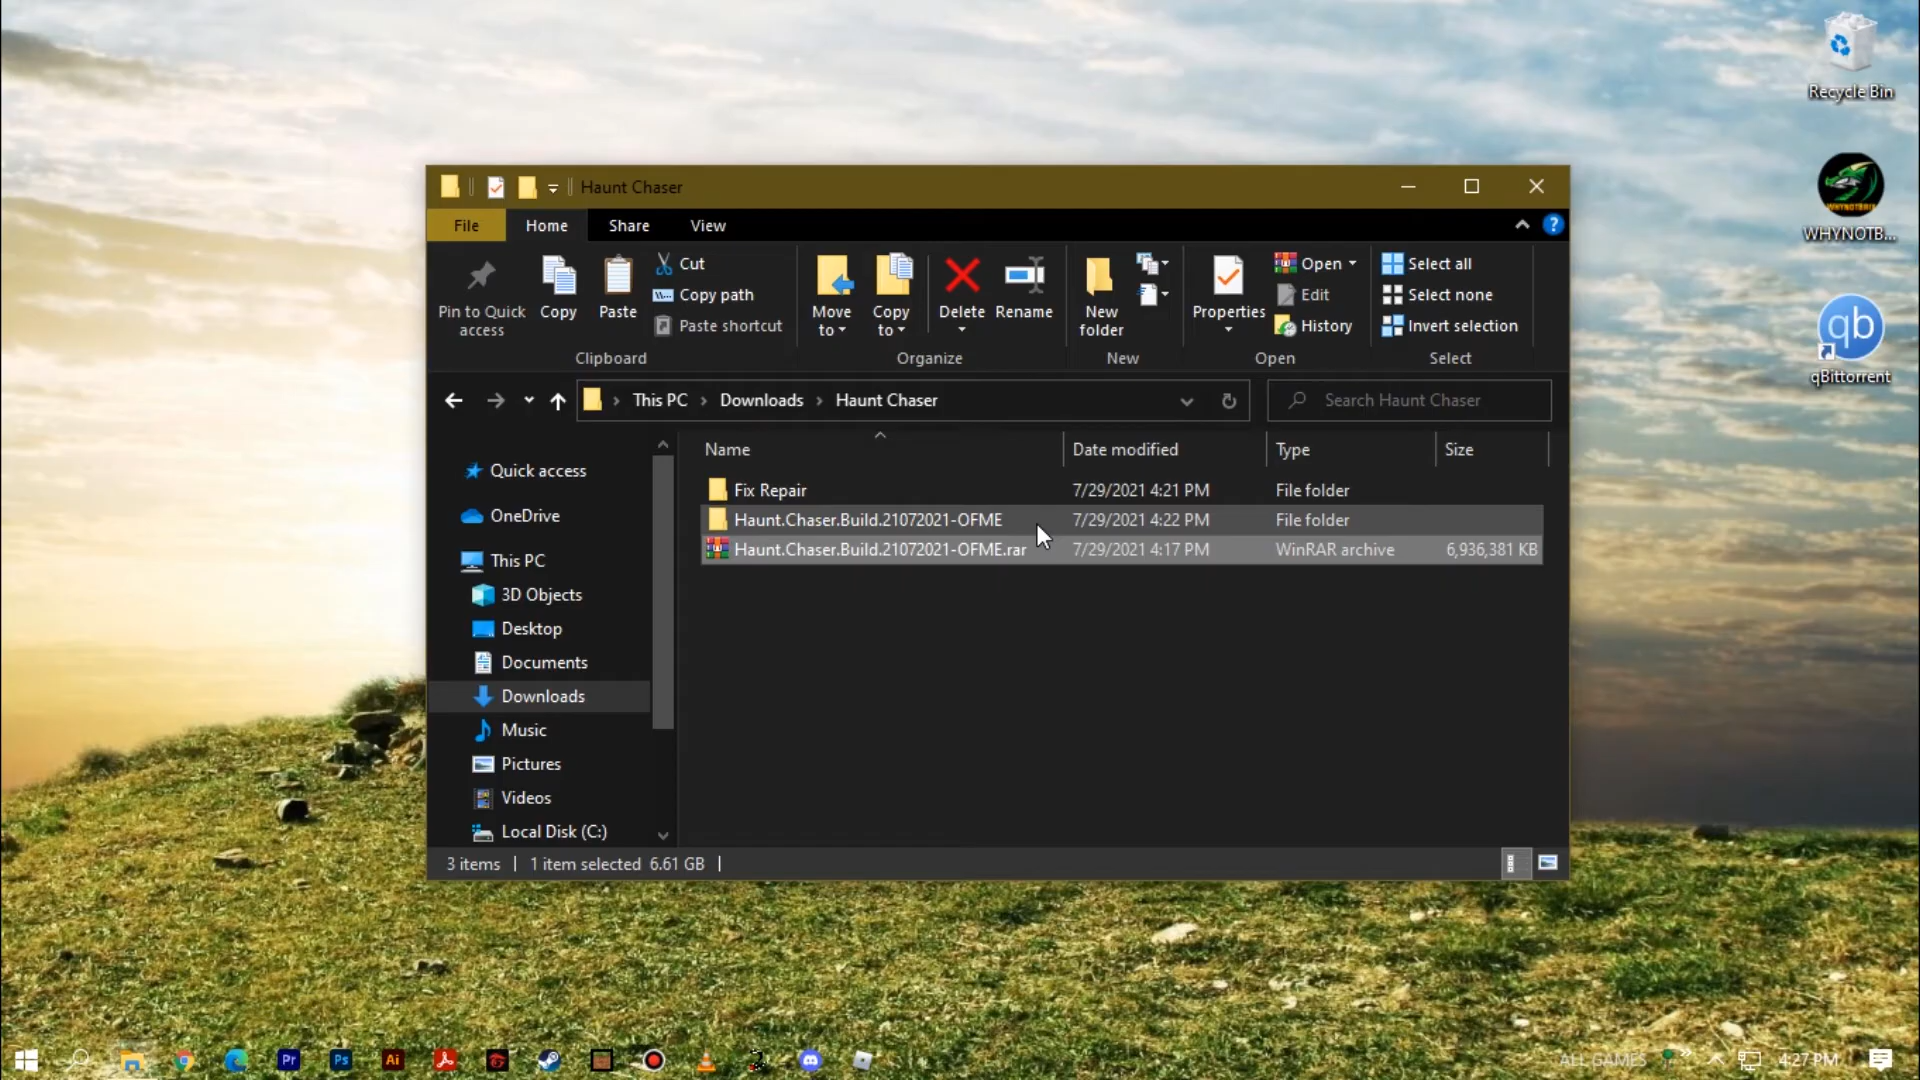 Recycle Bin
WHYNOTB...
qBittorrent
Haunt Chaser
File Home Share View
Pin to Quick access
Copy
Paste
Cut
Copy path
Paste shortcut
Clipboard
Move to
Copy to
Delete
Rename
Organize
New folder
New
Properties
Open
Edit
History
Open
Select all
Select none
Invert selection
Select
This PC > Downloads > Haunt Chaser
Search Haunt Chaser
Name Date modified Type Size
Fix Repair 7/29/2021 4:21 PM File folder
Haunt.Chaser.Build.21072021-OFME 7/29/2021 4:22 PM File folder
Haunt.Chaser.Build.21072021-OFME.rar 7/29/2021 4:17 PM WinRAR archive 6,936,381 KB
Quick access
OneDrive
This PC
3D Objects
Desktop
Documents
Downloads
Music
Pictures
Videos
Local Disk (C:)
3 items 1 item selected 6.61 GB
Pr Ps Ai
ALL GAMES
4:27 PM